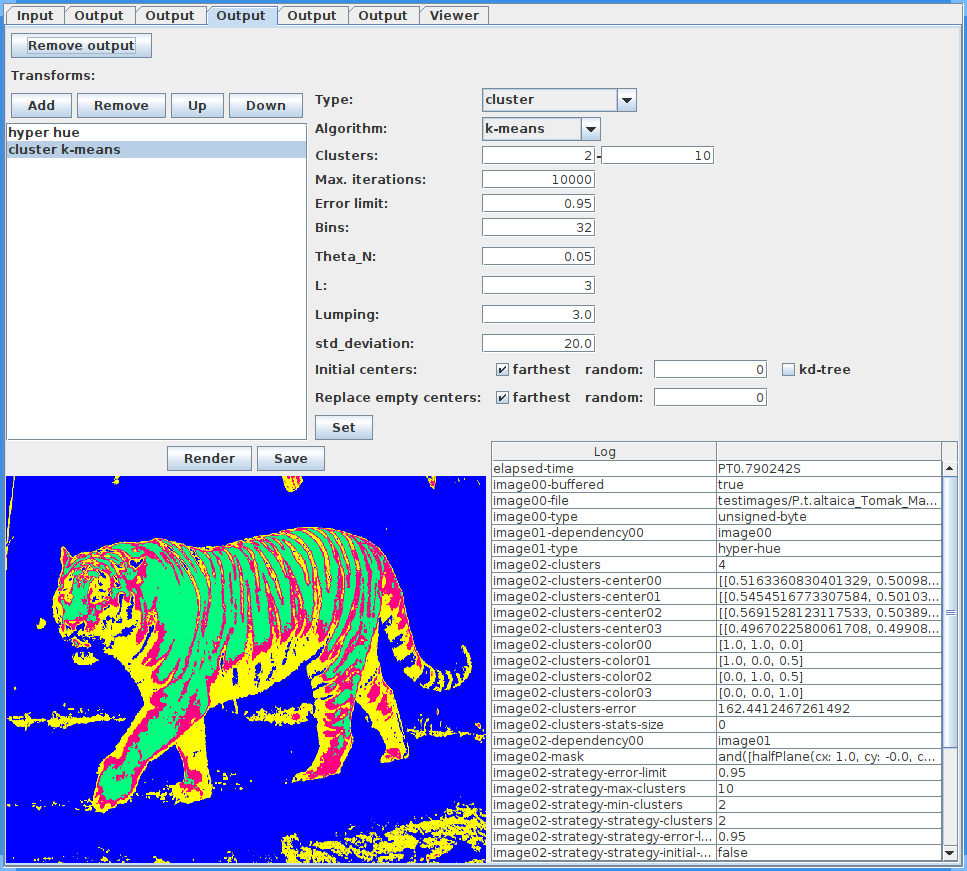 Input Output Output Output Output Output Viewer
Remove output
Transforms:
Add Remove Up Down
hyper hue
cluster k-means
Type: cluster
Algorithm: k-means
Clusters: 2 - 10
Max. iterations: 10000
Error limit: 0.95
Bins: 32
Theta_N: 0.05
L: 3
Lumping: 3.0
std_deviation: 20.0
Initial centers: farthest random: 0 kd-tree
Replace empty centers: farthest random: 0
Set
Render Save
Log
elapsed-time PT0.790242S
image00-buffered true
image00-file testimages/P.t.altaica_Tomak_Ma...
image00-type unsigned-byte
image01-dependency00 image00
image01-type hyper-hue
image02-clusters 4
image02-clusters-center00 [[0.5163360830401329, 0.50098...
image02-clusters-center01 [[0.5454516773307584, 0.50103...
image02-clusters-center02 [[0.5691528123117533, 0.50389...
image02-clusters-center03 [[0.4967022580061708, 0.49908...
image02-clusters-color00 [1.0, 1.0, 0.0]
image02-clusters-color01 [1.0, 0.0, 0.5]
image02-clusters-color02 [0.0, 1.0, 0.5]
image02-clusters-color03 [0.0, 0.0, 1.0]
image02-clusters-error 162.4412467261492
image02-clusters-stats-size 0
image02-dependency00 image01
image02-mask and([halfPlane(cx: 1.0, cy: -0.0, c...
image02-strategy-error-limit 0.95
image02-strategy-max-clusters 10
image02-strategy-min-clusters 2
image02-strategy-strategy-clusters 2
image02-strategy-strategy-error-l... 0.95
image02-strategy-strategy-initial-... false